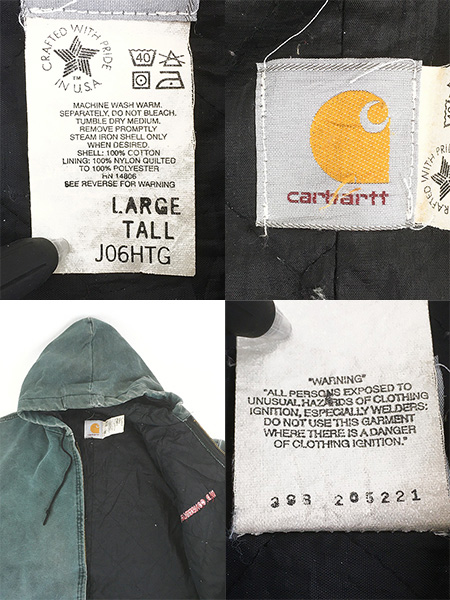 CRAFTED WITH PRIDE
IN U.S.A
40
MACHINE WASH WARM.
SEPARATELY, DO NOT BLEACH.
TUMBLE DRY MEDIUM.
REMOVE PROMPTLY
STEAM IRON SHELL ONLY
WHEN DESIRED.
SHELL: 100% COTTON
LINING: 100% NYLON QUILTED
TO 100% POLYESTER
RN 14806
SEE REVERSE FOR WARNING
LARGE
TALL
J06HTG
carhartt
"WARNING"
"ALL PERSONS EXPOSED TO
UNUSUAL HAZARDS OF CLOTHING
IGNITION, ESPECIALLY WELDERS:
DO NOT USE THIS GARMENT
WHERE THERE IS A DANGER
OF CLOTHING IGNITION."
398 205221